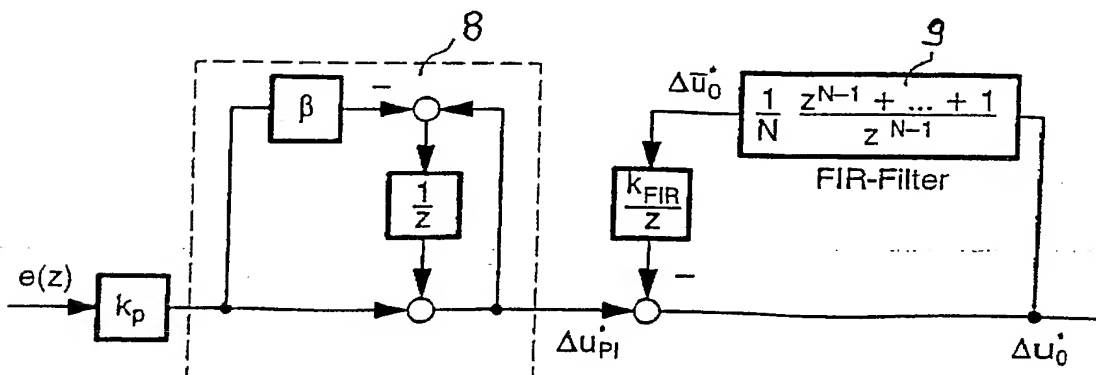 8
9
β
−
Δū₀*
1/N (z^{N−1} + ... + 1)/(z^{N−1})
FIR-Filter
1/z
k_FIR/z
−
e(z)
k_p
Δu*_PI
Δu₀*